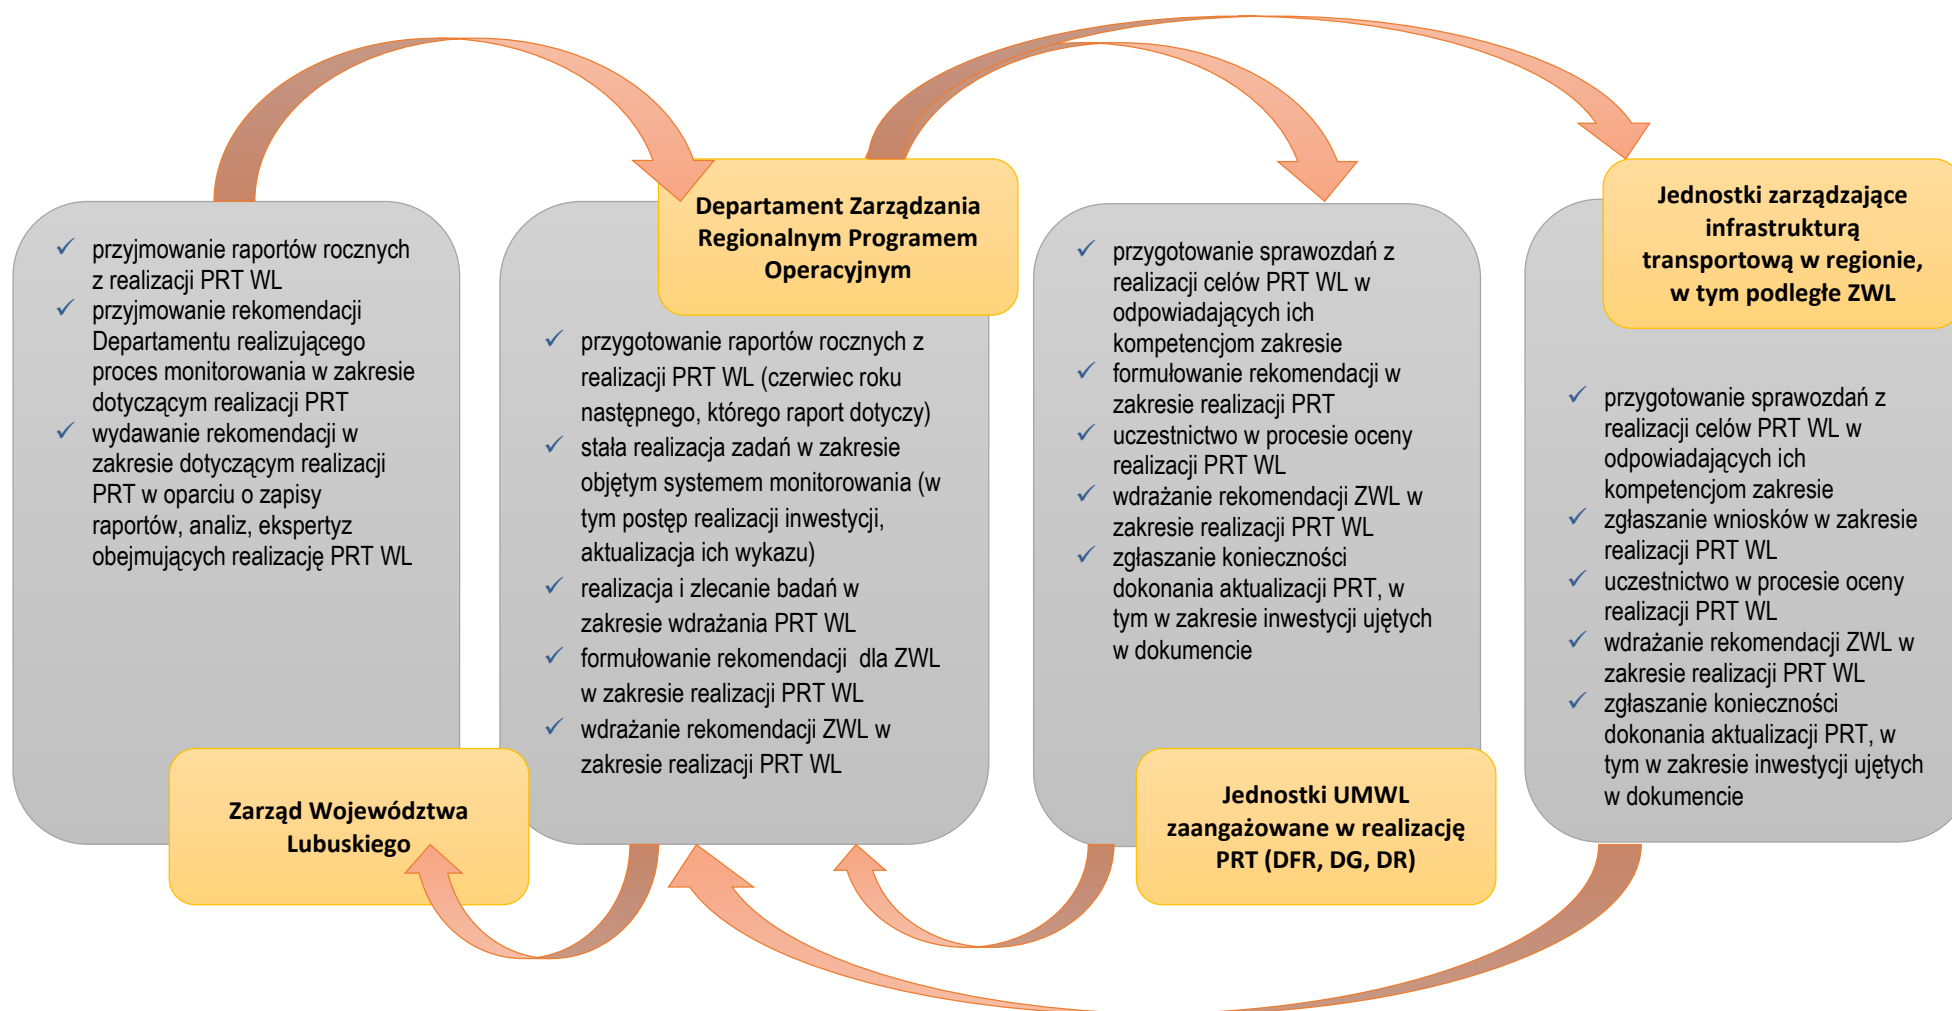 przyjmowanie raportów rocznych
z realizacji PRT WL
przyjmowanie rekomendacji
Departamentu realizującego
proces monitorowania w zakresie
dotyczącym realizacji PRT
wydawanie rekomendacji w
zakresie dotyczącym realizacji
PRT w oparciu o zapisy
raportów, analiz, ekspertyz
obejmujących realizację PRT WL
Zarząd Województwa
Lubuskiego
Departament Zarządzania
Regionalnym Programem
Operacyjnym
przygotowanie raportów rocznych z
realizacji PRT WL (czerwiec roku
następnego, którego raport dotyczy)
stała realizacja zadań w zakresie
objętym systemem monitorowania (w
tym postęp realizacji inwestycji,
aktualizacja ich wykazu)
realizacja i zlecanie badań w
zakresie wdrażania PRT WL
formułowanie rekomendacji  dla ZWL
w zakresie realizacji PRT WL
wdrażanie rekomendacji ZWL w
zakresie realizacji PRT WL
przygotowanie sprawozdań z
realizacji celów PRT WL w
odpowiadających ich
kompetencjom zakresie
formułowanie rekomendacji w
zakresie realizacji PRT
uczestnictwo w procesie oceny
realizacji PRT WL
wdrażanie rekomendacji ZWL w
zakresie realizacji PRT WL
zgłaszanie konieczności
dokonania aktualizacji PRT, w
tym w zakresie inwestycji ujętych
w dokumencie
Jednostki UMWL
zaangażowane w realizację
PRT (DFR, DG, DR)
Jednostki zarządzające
infrastrukturą
transportową w regionie,
w tym podległe ZWL
przygotowanie sprawozdań z
realizacji celów PRT WL w
odpowiadających ich
kompetencjom zakresie
zgłaszanie wniosków w zakresie
realizacji PRT WL
uczestnictwo w procesie oceny
realizacji PRT WL
wdrażanie rekomendacji ZWL w
zakresie realizacji PRT WL
zgłaszanie konieczności
dokonania aktualizacji PRT, w
tym w zakresie inwestycji ujętych
w dokumencie